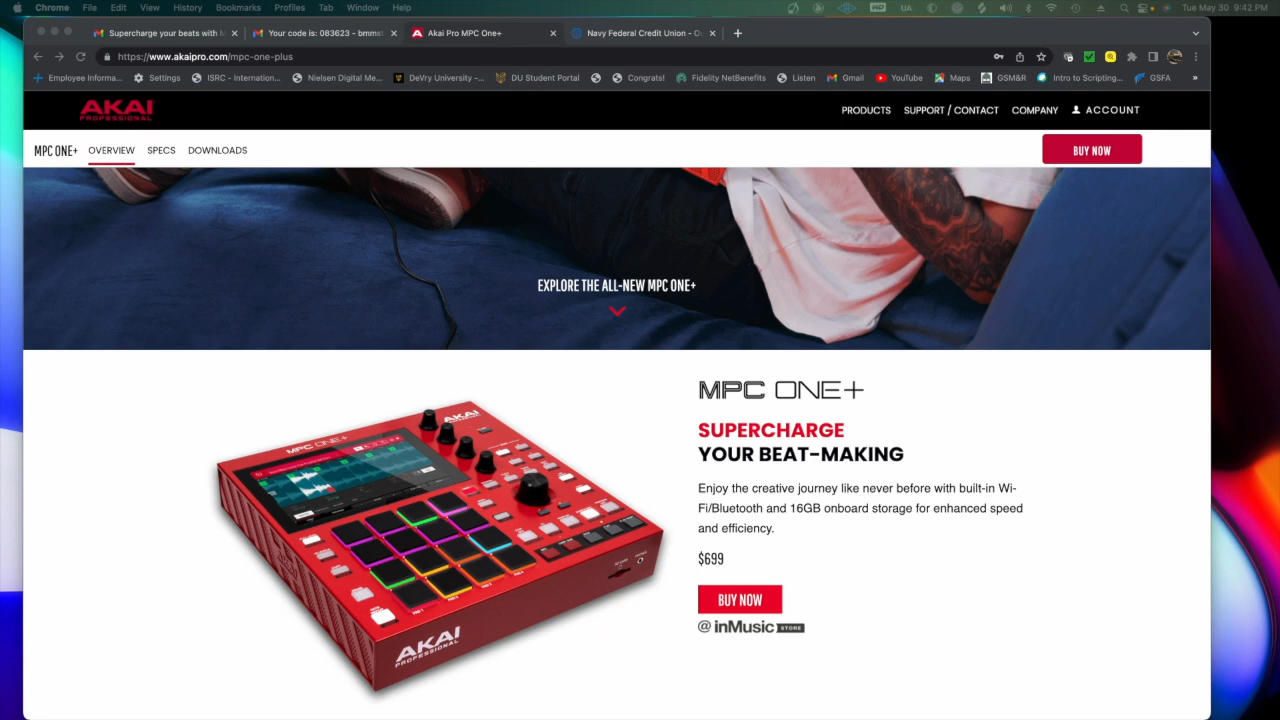 Chrome File Edit View History Bookmarks Profiles Tab Window Help UA Tue May 30 9:42 PM
Supercharge your beats with M Your code is: 083623 - bmmst Akai Pro MPC One+ Navy Federal Credit Union - O
https://www.akaipro.com/mpc-one-plus
Employee Informa... Settings ISRC - Internation... Nielsen Digital Me... DeVry University -... DU Student Portal Congrats! Fidelity NetBenefits Listen Gmail YouTube Maps GSM&R Intro to Scripting... GSFA »
AKAI
PROFESSIONAL
PRODUCTS SUPPORT / CONTACT COMPANY ACCOUNT
MPC ONE+ OVERVIEW SPECS DOWNLOADS BUY NOW
EXPLORE THE ALL-NEW MPC ONE+
MPC ONE+
SUPERCHARGE
YOUR BEAT-MAKING
Enjoy the creative journey like never before with built-in Wi-
Fi/Bluetooth and 16GB onboard storage for enhanced speed
and efficiency.
$699
BUY NOW
@ inMusic STORE
AKAI
MPC ONE+
AKAI
PROFESSIONAL